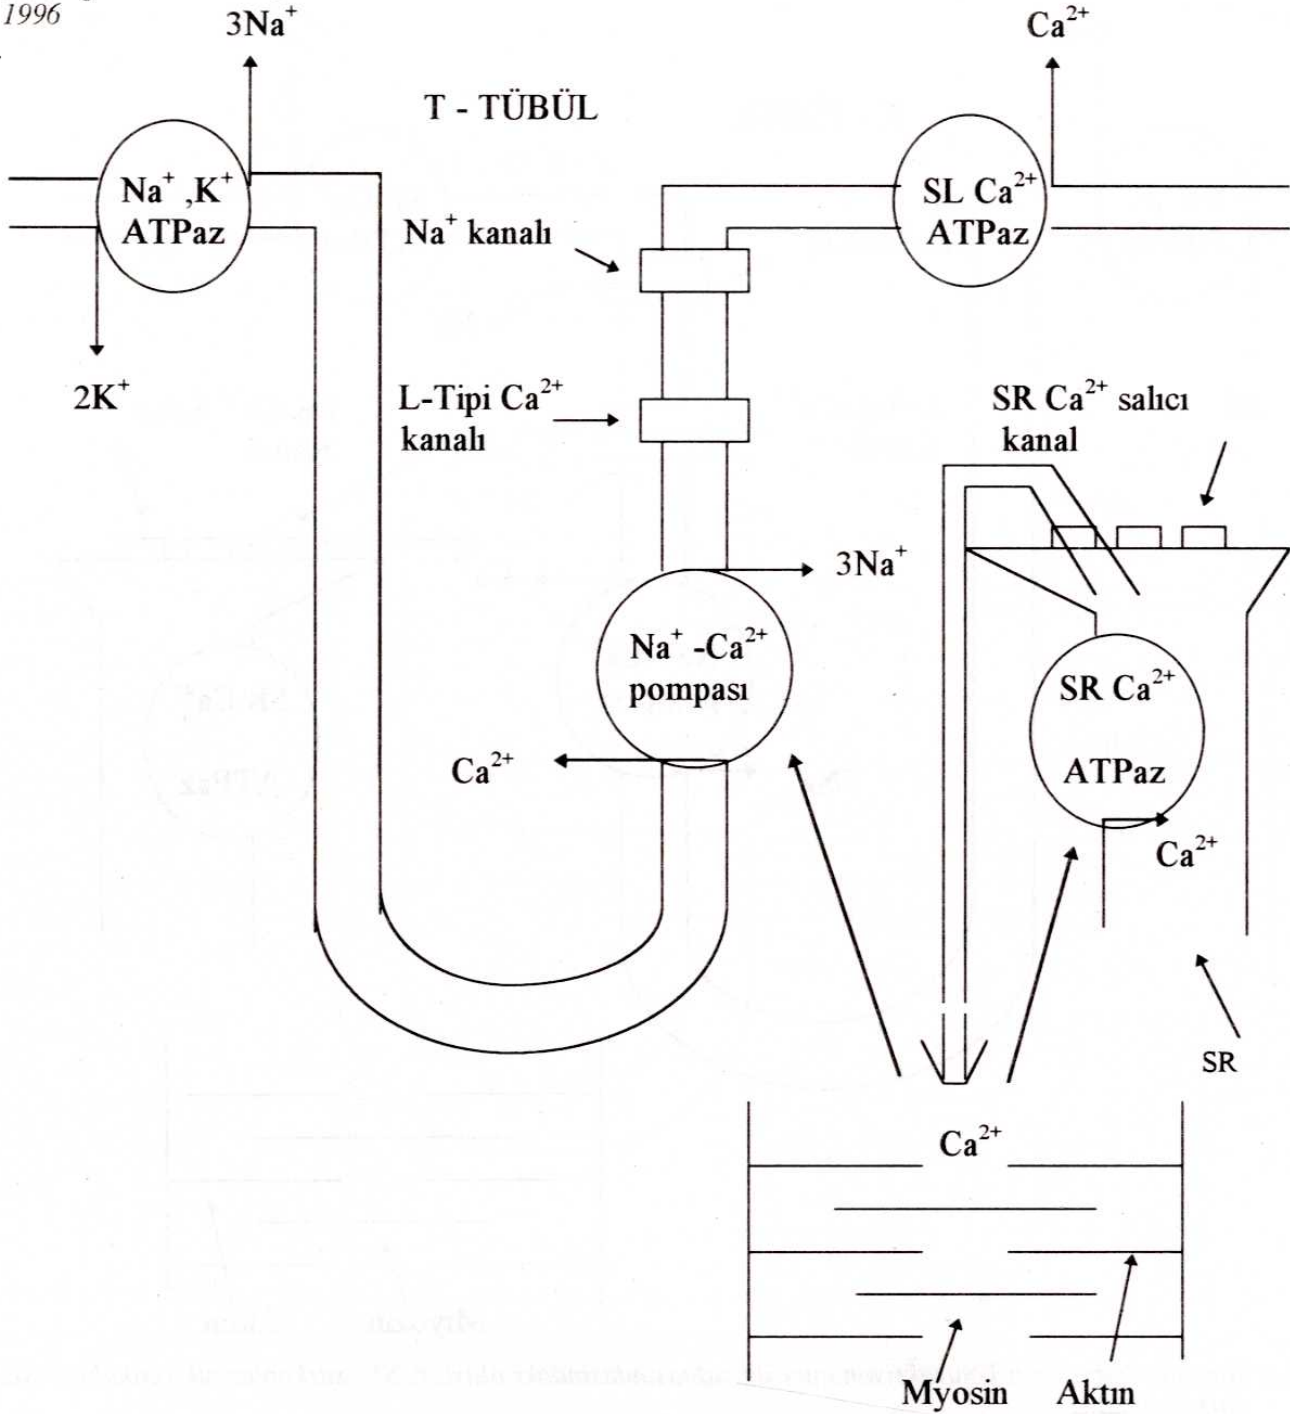 1996
3Na⁺
Ca²⁺
T - TÜBÜL
Na⁺ ,K⁺
ATPaz
SL Ca²⁺
ATPaz
Na⁺ kanalı
2K⁺
L-Tipi Ca²⁺
kanalı
SR Ca²⁺ salıcı
kanal
3Na⁺
Na⁺ -Ca²⁺
pompası
SR Ca²⁺
ATPaz
Ca²⁺
Ca²⁺
SR
Ca²⁺
Myosin
Aktın